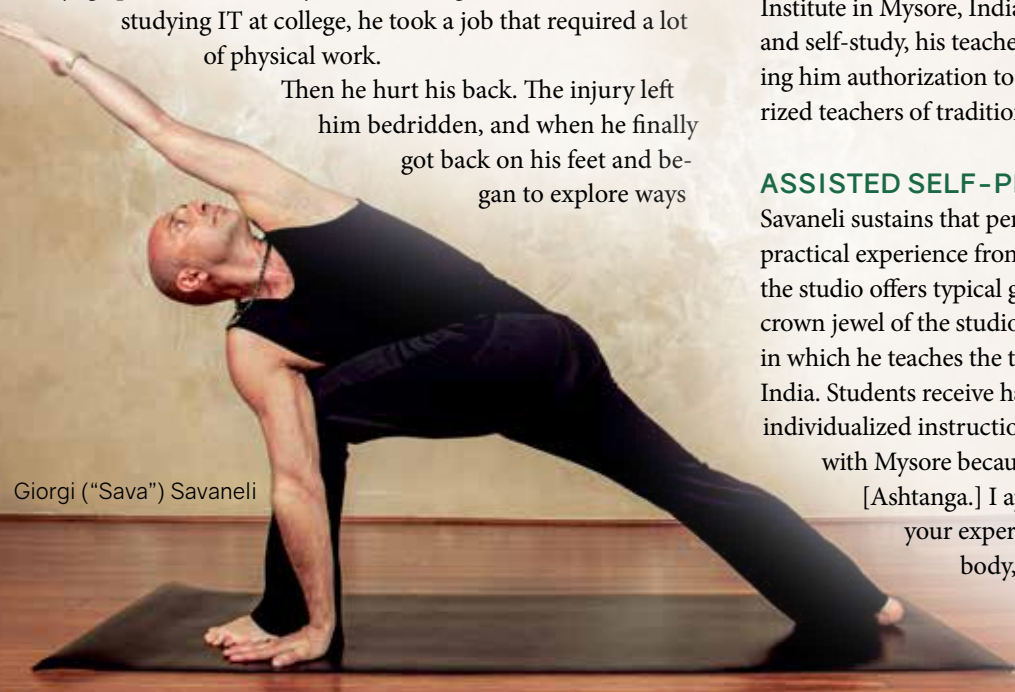 studying IT at college, he took a job that required a lot
of physical work.
Then he hurt his back. The injury left
him bedridden, and when he finally
got back on his feet and be-
gan to explore ways
Giorgi (“Sava”) Savaneli
Institute in Mysore, India
and self-study, his teache
ing him authorization to
rized teachers of tradition
ASSISTED SELF-P
Savaneli sustains that per
practical experience from
the studio offers typical g
crown jewel of the studio
in which he teaches the t
India. Students receive ha
individualized instructio
with Mysore becau
[Ashtanga.] I a
your exper
body,